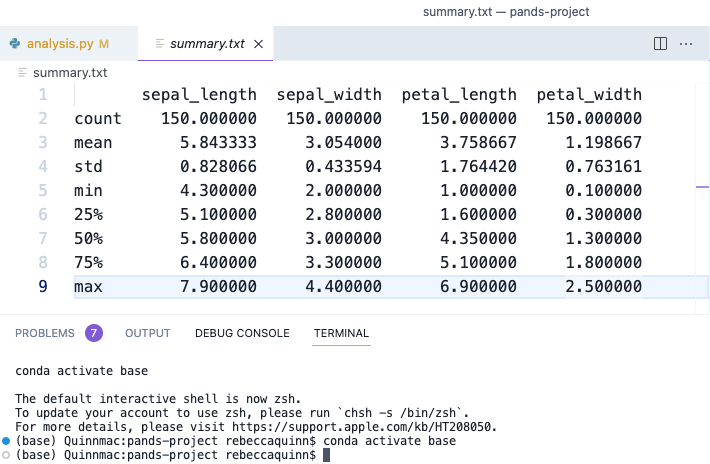 summary.txt — pands-project
analysis.py M summary.txt
summary.txt
1 sepal_length sepal_width petal_length petal_width
2 count 150.000000 150.000000 150.000000 150.000000
3 mean 5.843333 3.054000 3.758667 1.198667
4 std 0.828066 0.433594 1.764420 0.763161
5 min 4.300000 2.000000 1.000000 0.100000
6 25% 5.100000 2.800000 1.600000 0.300000
7 50% 5.800000 3.000000 4.350000 1.300000
8 75% 6.400000 3.300000 5.100000 1.800000
9 max 7.900000 4.400000 6.900000 2.500000
PROBLEMS 7 OUTPUT DEBUG CONSOLE TERMINAL
conda activate base
The default interactive shell is now zsh.
To update your account to use zsh, please run `chsh -s /bin/zsh`.
For more details, please visit https://support.apple.com/kb/HT208050.
(base) Quinnmac:pands-project rebeccaquinn$ conda activate base
(base) Quinnmac:pands-project rebeccaquinn$